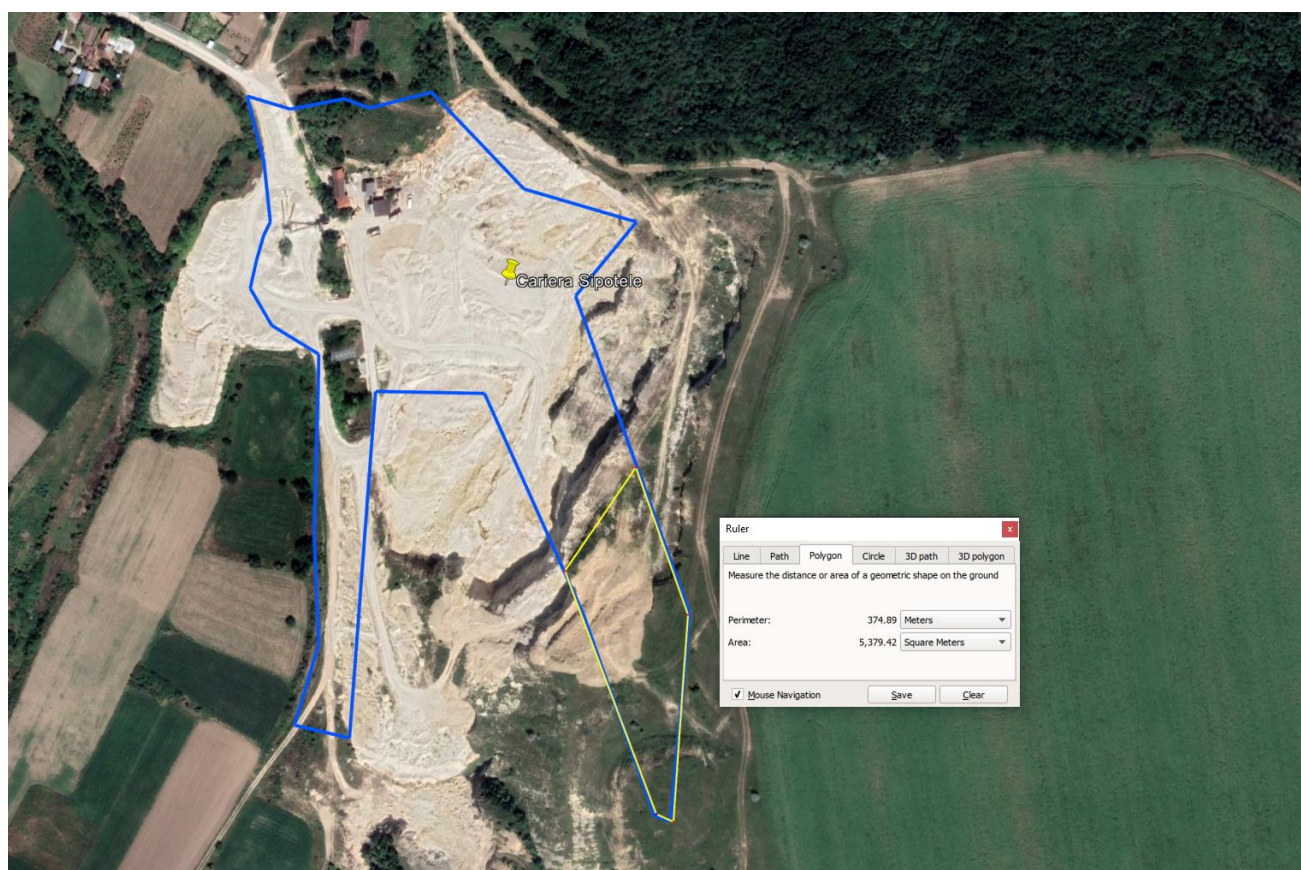 Cariera Sipotele
Ruler
x
Line Path Polygon Circle 3D path 3D polygon
Measure the distance or area of a geometric shape on the ground
Perimeter: 374.89 Meters
Area: 5,379.42 Square Meters
Mouse Navigation Save Clear